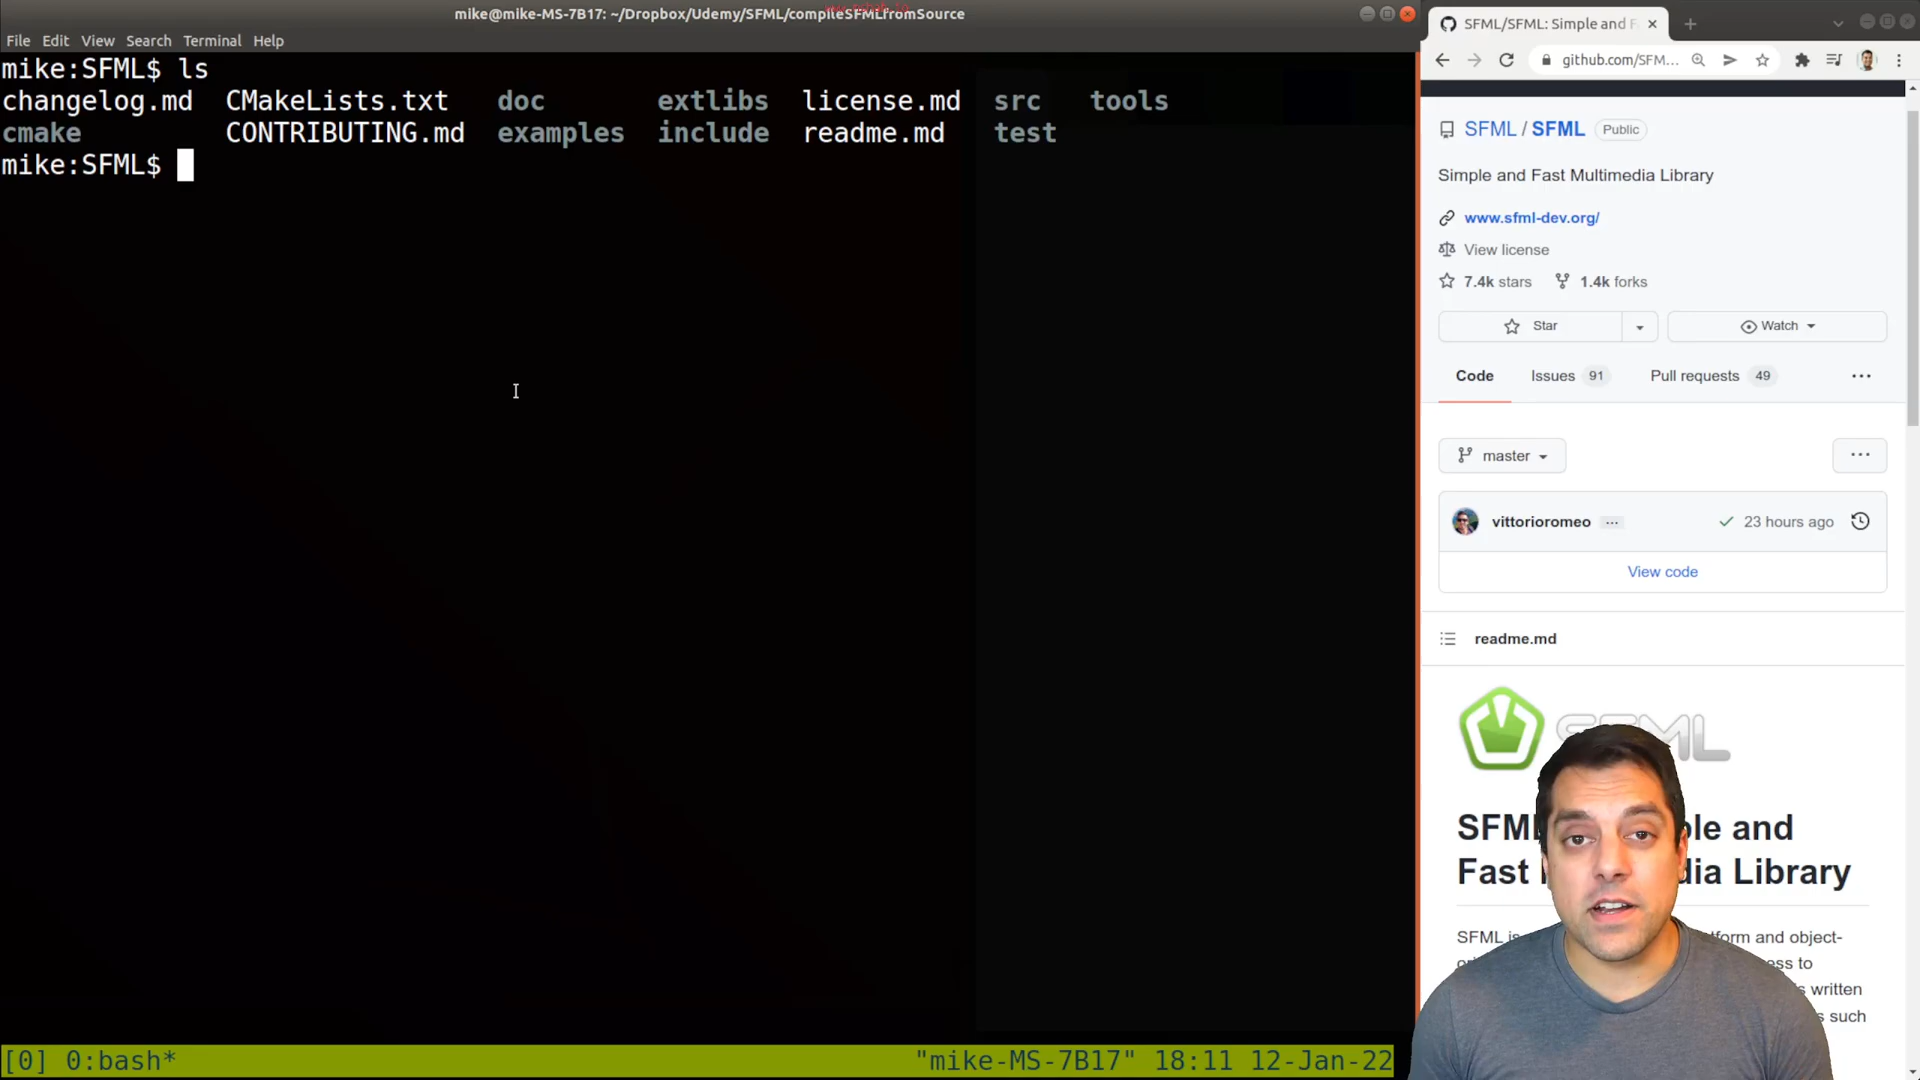 mike@mike-MS-7B17: ~/Dropbox/Udemy/SFML/compileSFMLfromSource
File Edit View Search Terminal Help
mike:SFML$ ls
changelog.md CMakeLists.txt doc extlibs license.md src tools
cmake CONTRIBUTING.md examples include readme.md test
mike:SFML$
[0] 0:bash* "mike-MS-7B17" 18:11 12-Jan-22
SFML/SFML: Simple and F
github.com/SFM...
SFML / SFML Public
Simple and Fast Multimedia Library
www.sfml-dev.org/
View license
7.4k stars 1.4k forks
Star Watch
Code Issues 91 Pull requests 49 ...
master ...
vittorioromeo ... 23 hours ago
View code
readme.md
SFML
and
Fast Library
SFML and object-
to
written
such